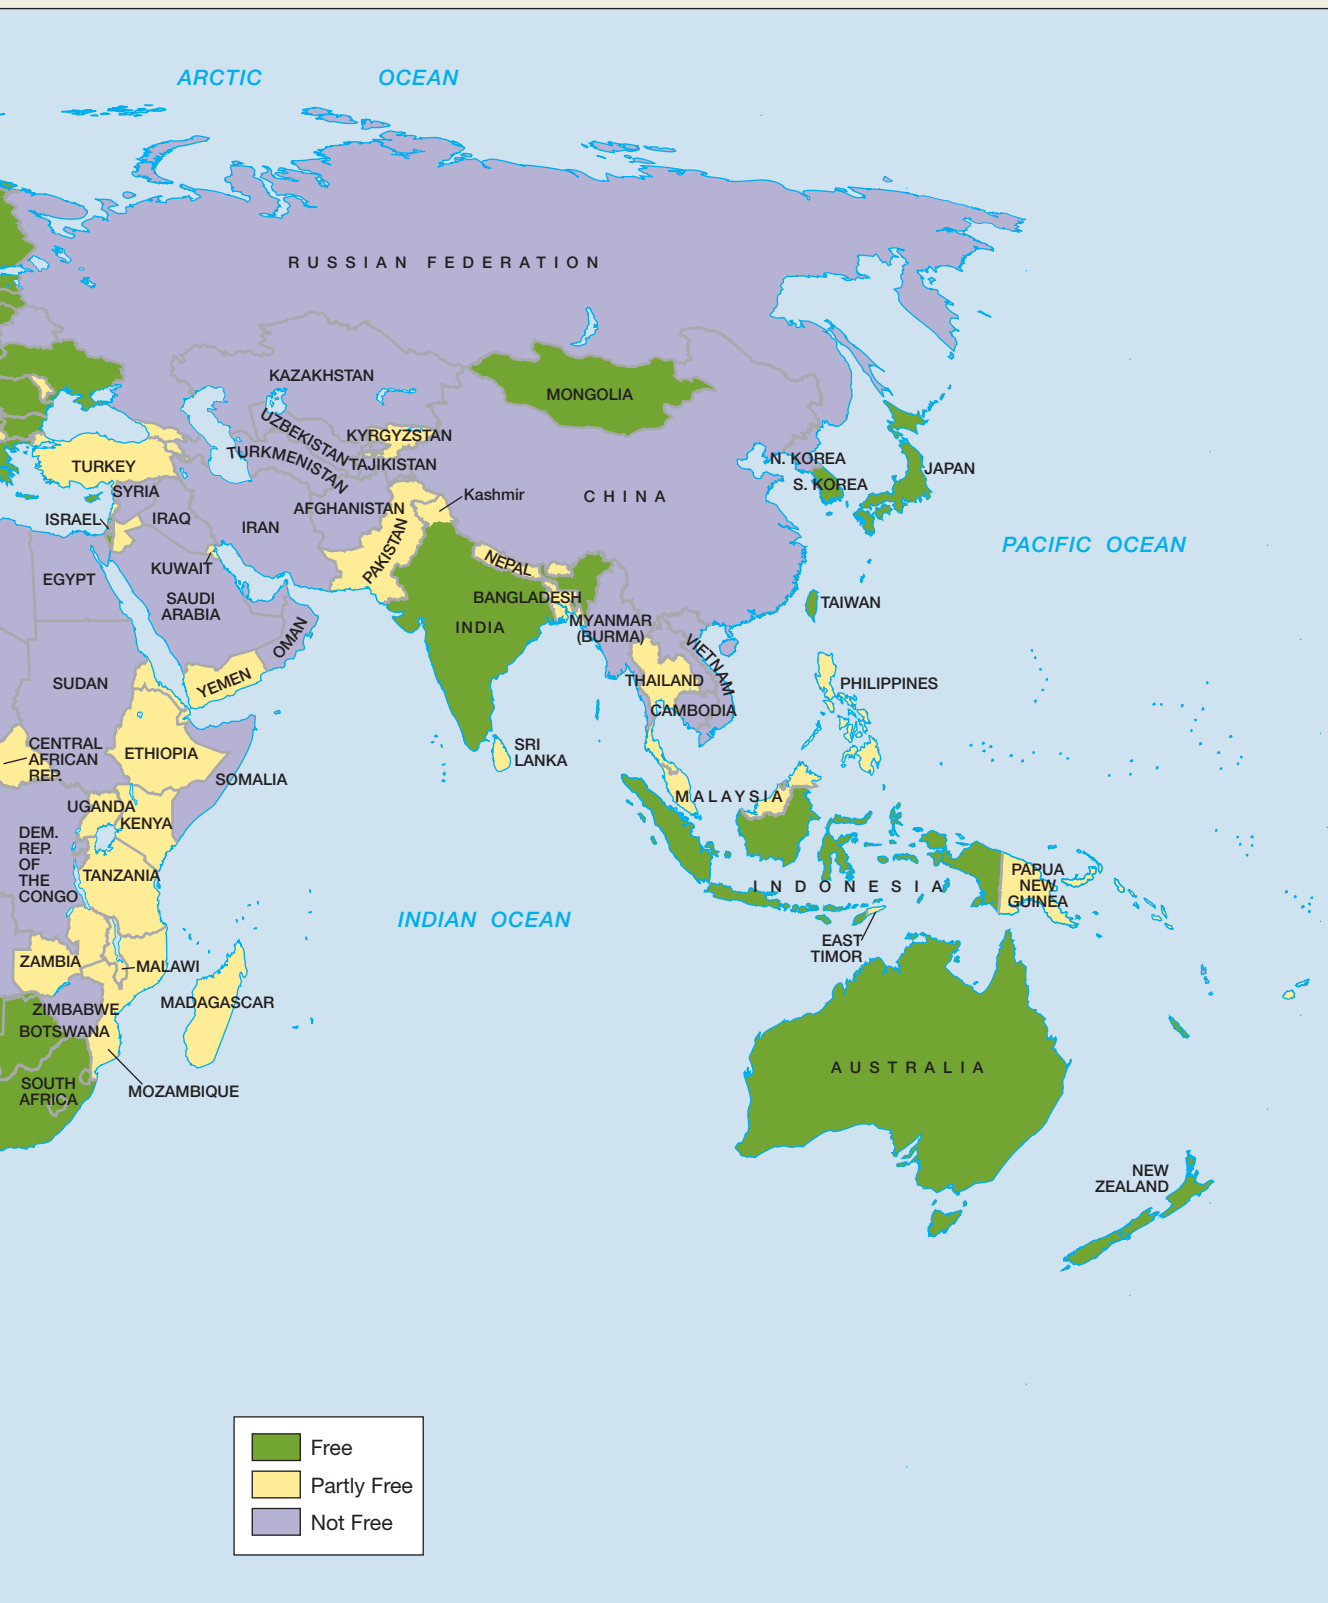 ARCTIC OCEAN
RUSSIAN FEDERATION
KAZAKHSTAN
MONGOLIA
UZBEKISTAN
KYRGYZSTAN
TURKMENISTAN
TAJIKISTAN
TURKEY
N. KOREA
S. KOREA
JAPAN
SYRIA
AFGHANISTAN
Kashmir
CHINA
ISRAEL
IRAQ
IRAN
PAKISTAN
PACIFIC OCEAN
NEPAL
EGYPT
KUWAIT
SAUDI
ARABIA
BANGLADESH
INDIA
MYANMAR
(BURMA)
TAIWAN
OMAN
VIETNAM
SUDAN
YEMEN
THAILAND
PHILIPPINES
CAMBODIA
CENTRAL
AFRICAN
REP.
ETHIOPIA
SRI
LANKA
SOMALIA
UGANDA
KENYA
MALAYSIA
DEM.
REP.
OF
THE
CONGO
TANZANIA
INDONESIA
PAPUA
NEW
GUINEA
INDIAN OCEAN
EAST
TIMOR
ZAMBIA
MALAWI
MADAGASCAR
ZIMBABWE
BOTSWANA
AUSTRALIA
SOUTH
AFRICA
MOZAMBIQUE
NEW
ZEALAND
Free
Partly Free
Not Free